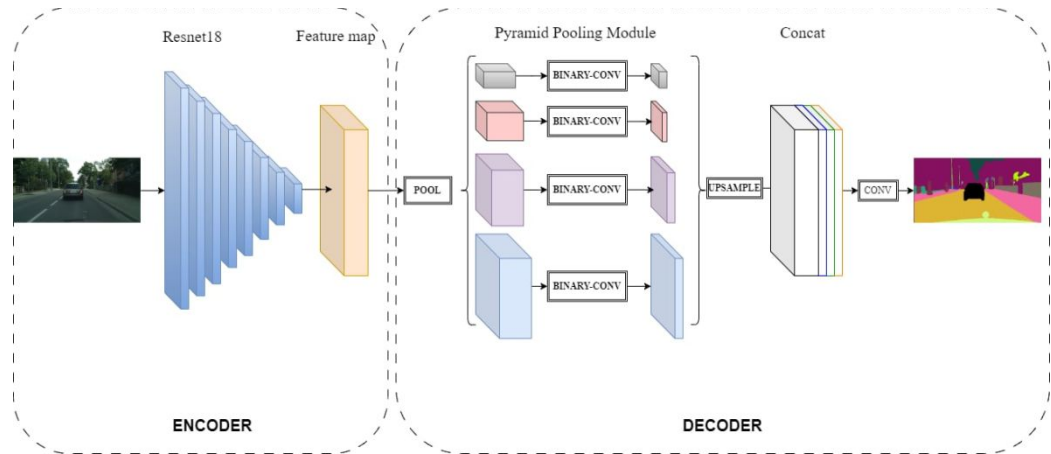 Resnet18
Feature map
Pyramid Pooling Module
Concat
BINARY-CONV
BINARY-CONV
BINARY-CONV
BINARY-CONV
POOL
UPSAMPLE
CONV
ENCODER
DECODER